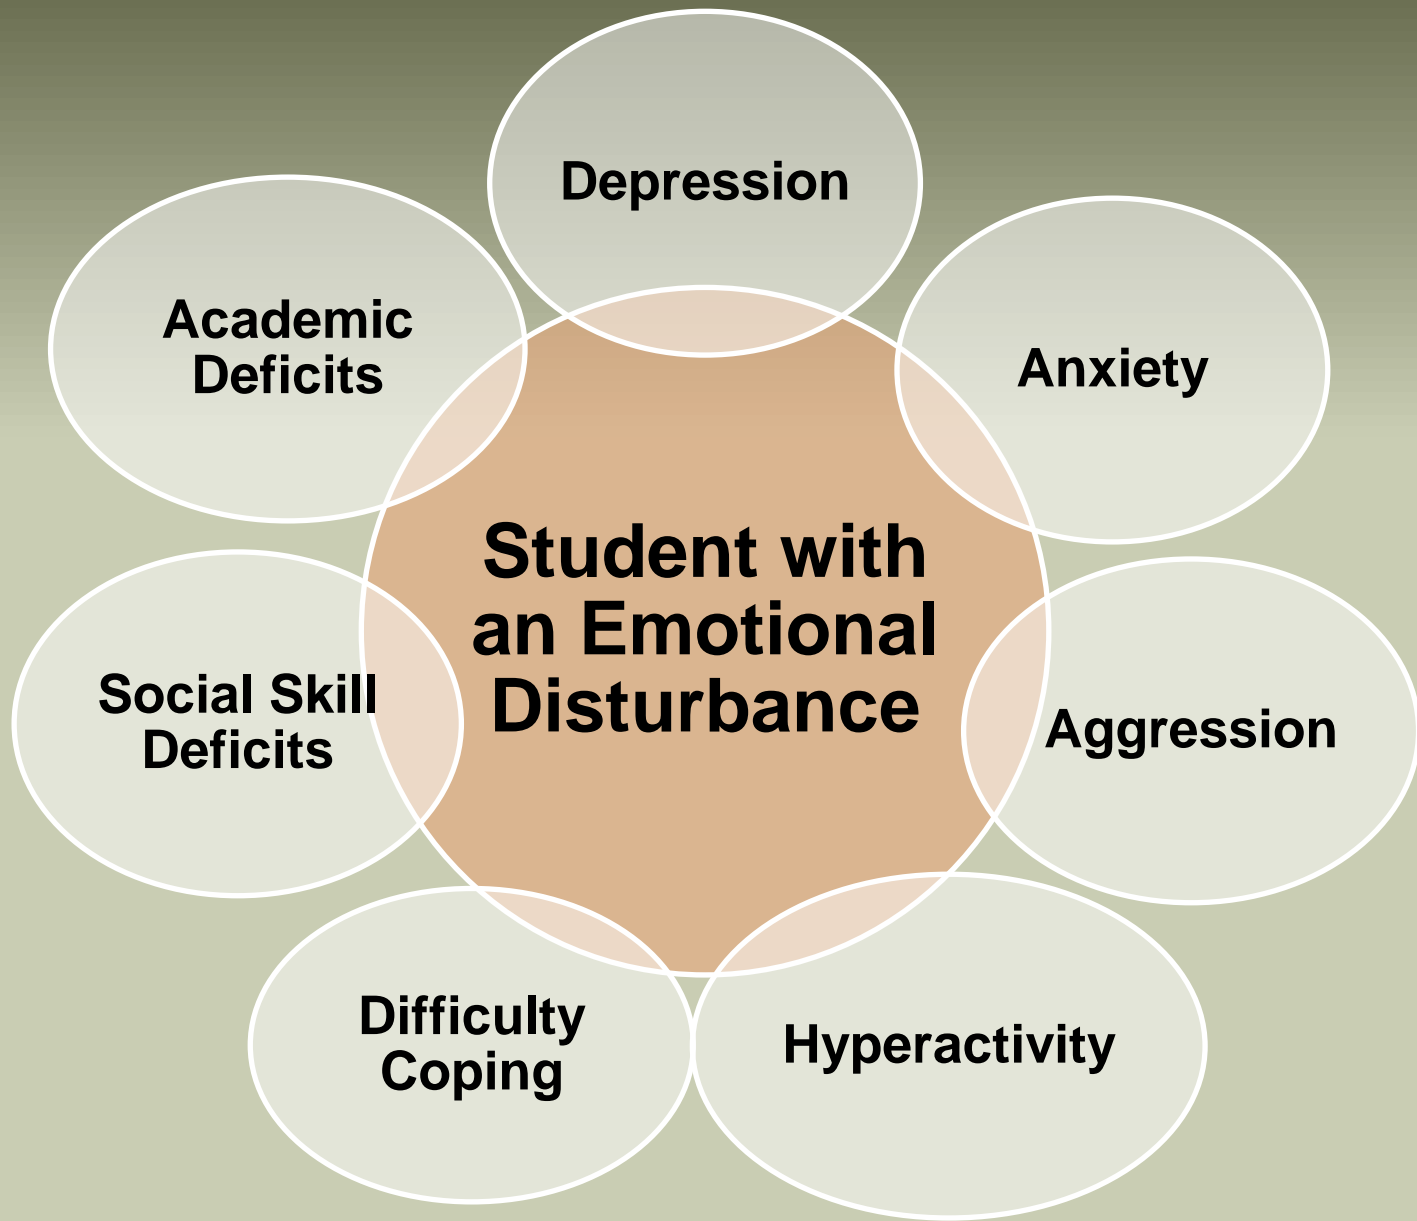 Depression
Academic
Deficits
Anxiety
Student with
an Emotional
Disturbance
Social Skill
Deficits
Aggression
Difficulty
Coping
Hyperactivity